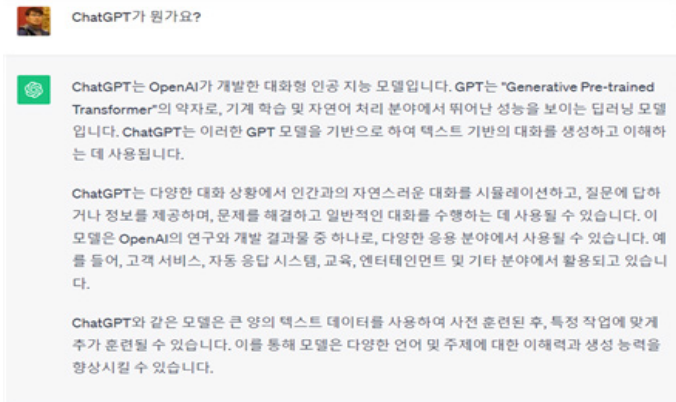 ChatGPT가 뭔가요?
ChatGPT는 OpenAI가 개발한 대화형 인공 지능 모델입니다. GPT는 "Generative Pre-trained
Transformer"의 약자로, 기계 학습 및 자연어 처리 분야에서 뛰어난 성능을 보이는 딥러닝 모델
입니다. ChatGPT는 이러한 GPT 모델을 기반으로 하여 텍스트 기반의 대화를 생성하고 이해하
는 데 사용됩니다.
ChatGPT는 다양한 대화 상황에서 인간과의 자연스러운 대화를 시뮬레이션하고, 질문에 답하
거나 정보를 제공하며, 문제를 해결하고 일반적인 대화를 수행하는 데 사용될 수 있습니다. 이
모델은 OpenAI의 연구와 개발 결과물 중 하나로, 다양한 응용 분야에서 사용될 수 있습니다. 예
를 들어, 고객 서비스, 자동 응답 시스템, 교육, 엔터테인먼트 및 기타 분야에서 활용되고 있습니
다.
ChatGPT와 같은 모델은 큰 양의 텍스트 데이터를 사용하여 사전 훈련된 후, 특정 작업에 맞게
추가 훈련될 수 있습니다. 이를 통해 모델은 다양한 언어 및 주제에 대한 이해력과 생성 능력을
향상시킬 수 있습니다.